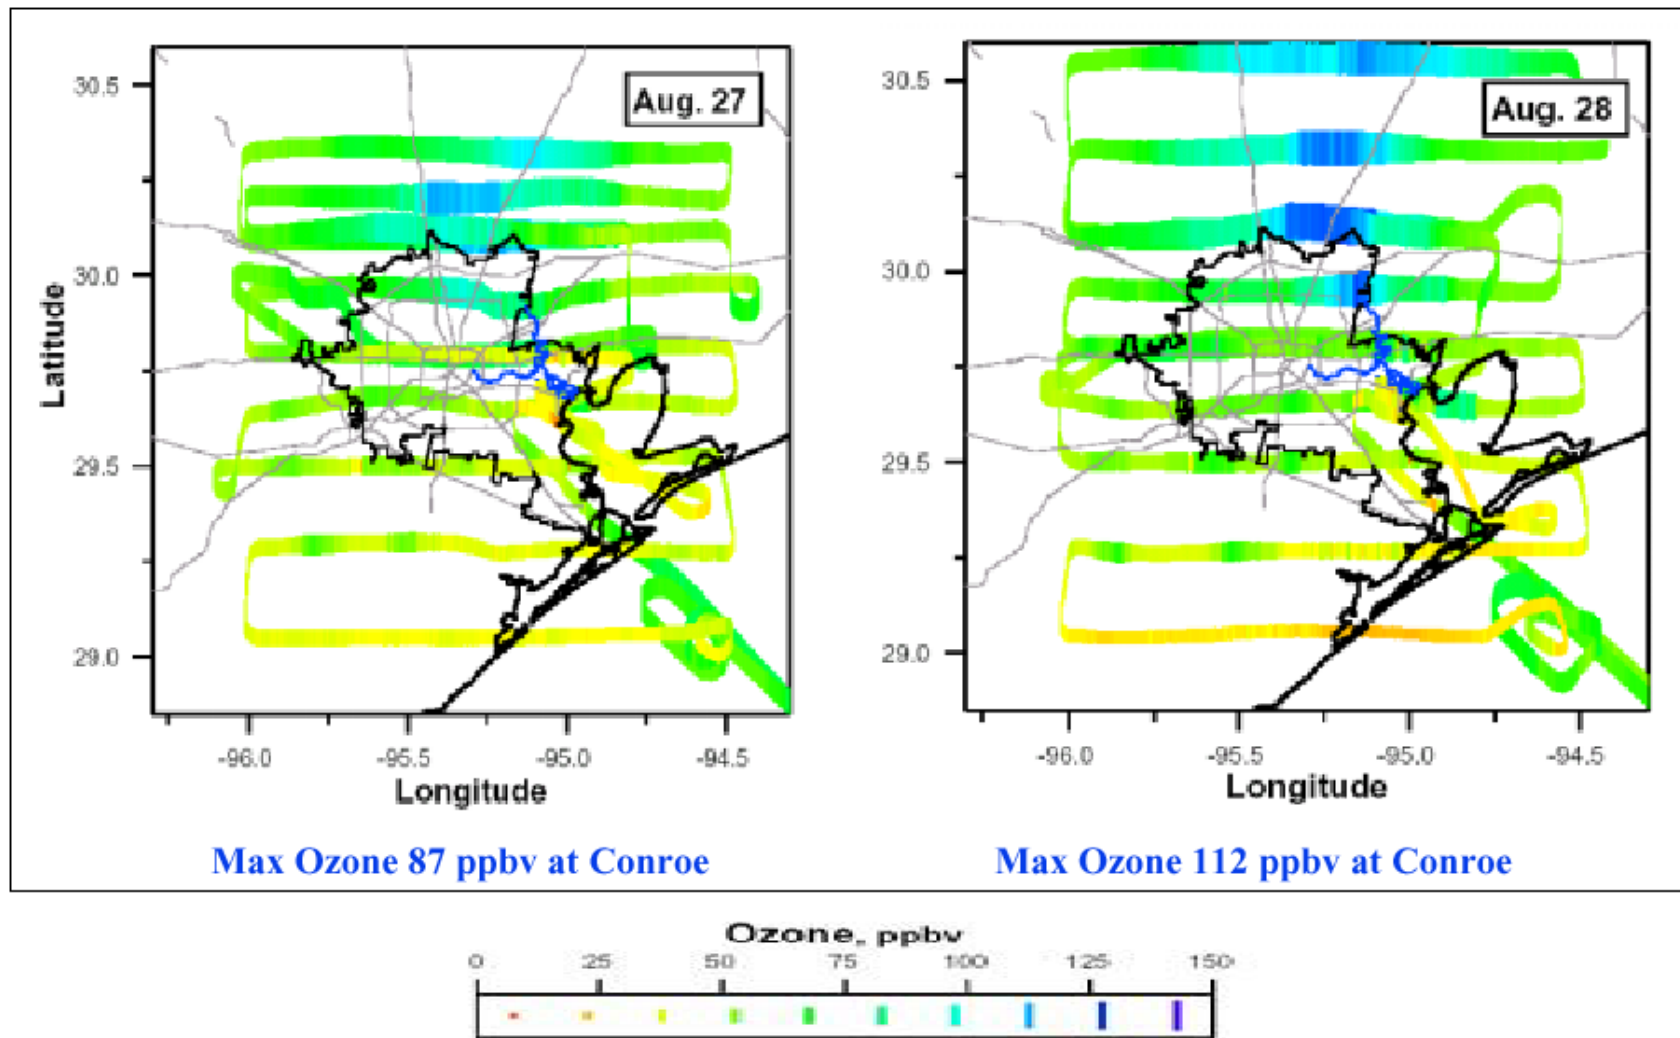 Aug. 27
30.5
30.0
29.5
29.0
Latitude
-96.0
-95.5
-95.0
-94.5
Longitude
Max Ozone 87 ppbv at Conroe
Aug. 28
30.5
30.0
29.5
29.0
-96.0
-95.5
-95.0
-94.5
Longitude
Max Ozone 112 ppbv at Conroe
Ozone, ppbv
0 25 50 75 100 125 150